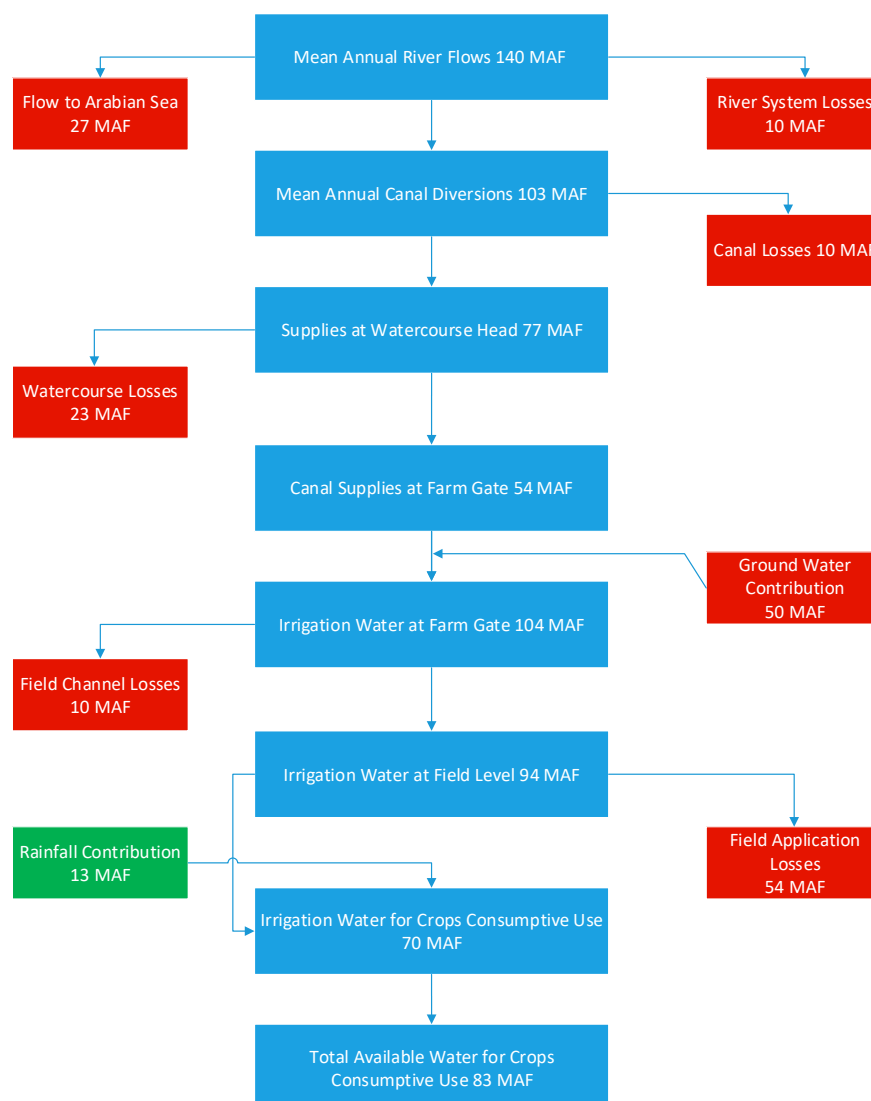 Mean Annual River Flows 140 MAF
Flow to Arabian Sea
27 MAF
River System Losses
10 MAF
Mean Annual Canal Diversions 103 MAF
Canal Losses 10 MAF
Supplies at Watercourse Head 77 MAF
Watercourse Losses
23 MAF
Canal Supplies at Farm Gate 54 MAF
Ground Water
Contribution
50 MAF
Irrigation Water at Farm Gate 104 MAF
Field Channel Losses
10 MAF
Irrigation Water at Field Level 94 MAF
Rainfall Contribution
13 MAF
Field Application
Losses
54 MAF
Irrigation Water for Crops Consumptive Use
70 MAF
Total Available Water for Crops
Consumptive Use 83 MAF